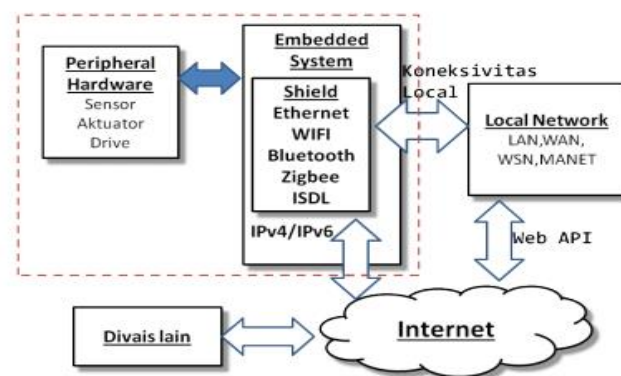 Peripheral
Hardware
Sensor
Aktuator
Drive
Embedded
System
Shield
Ethernet
WIFI
Bluetooth
Zigbee
ISDL
IPv4/IPv6
Koneksivitas
Local
Local Network
LAN,WAN,
WSN,MANET
Web API
Divais lain
Internet